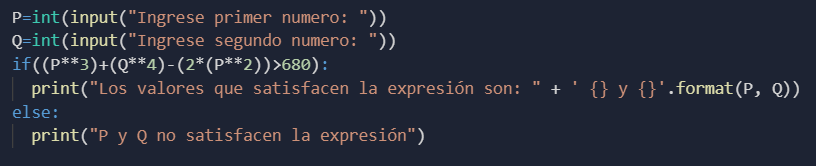 P=int(input("Ingrese primer numero: "))
Q=int(input("Ingrese segundo numero: "))
if((P**3)+(Q**4)-(2*(P**2))>680):
  print("Los valores que satisfacen la expresión son: " + ' {} y {}'.format(P, Q))
else:
  print("P y Q no satisfacen la expresión")